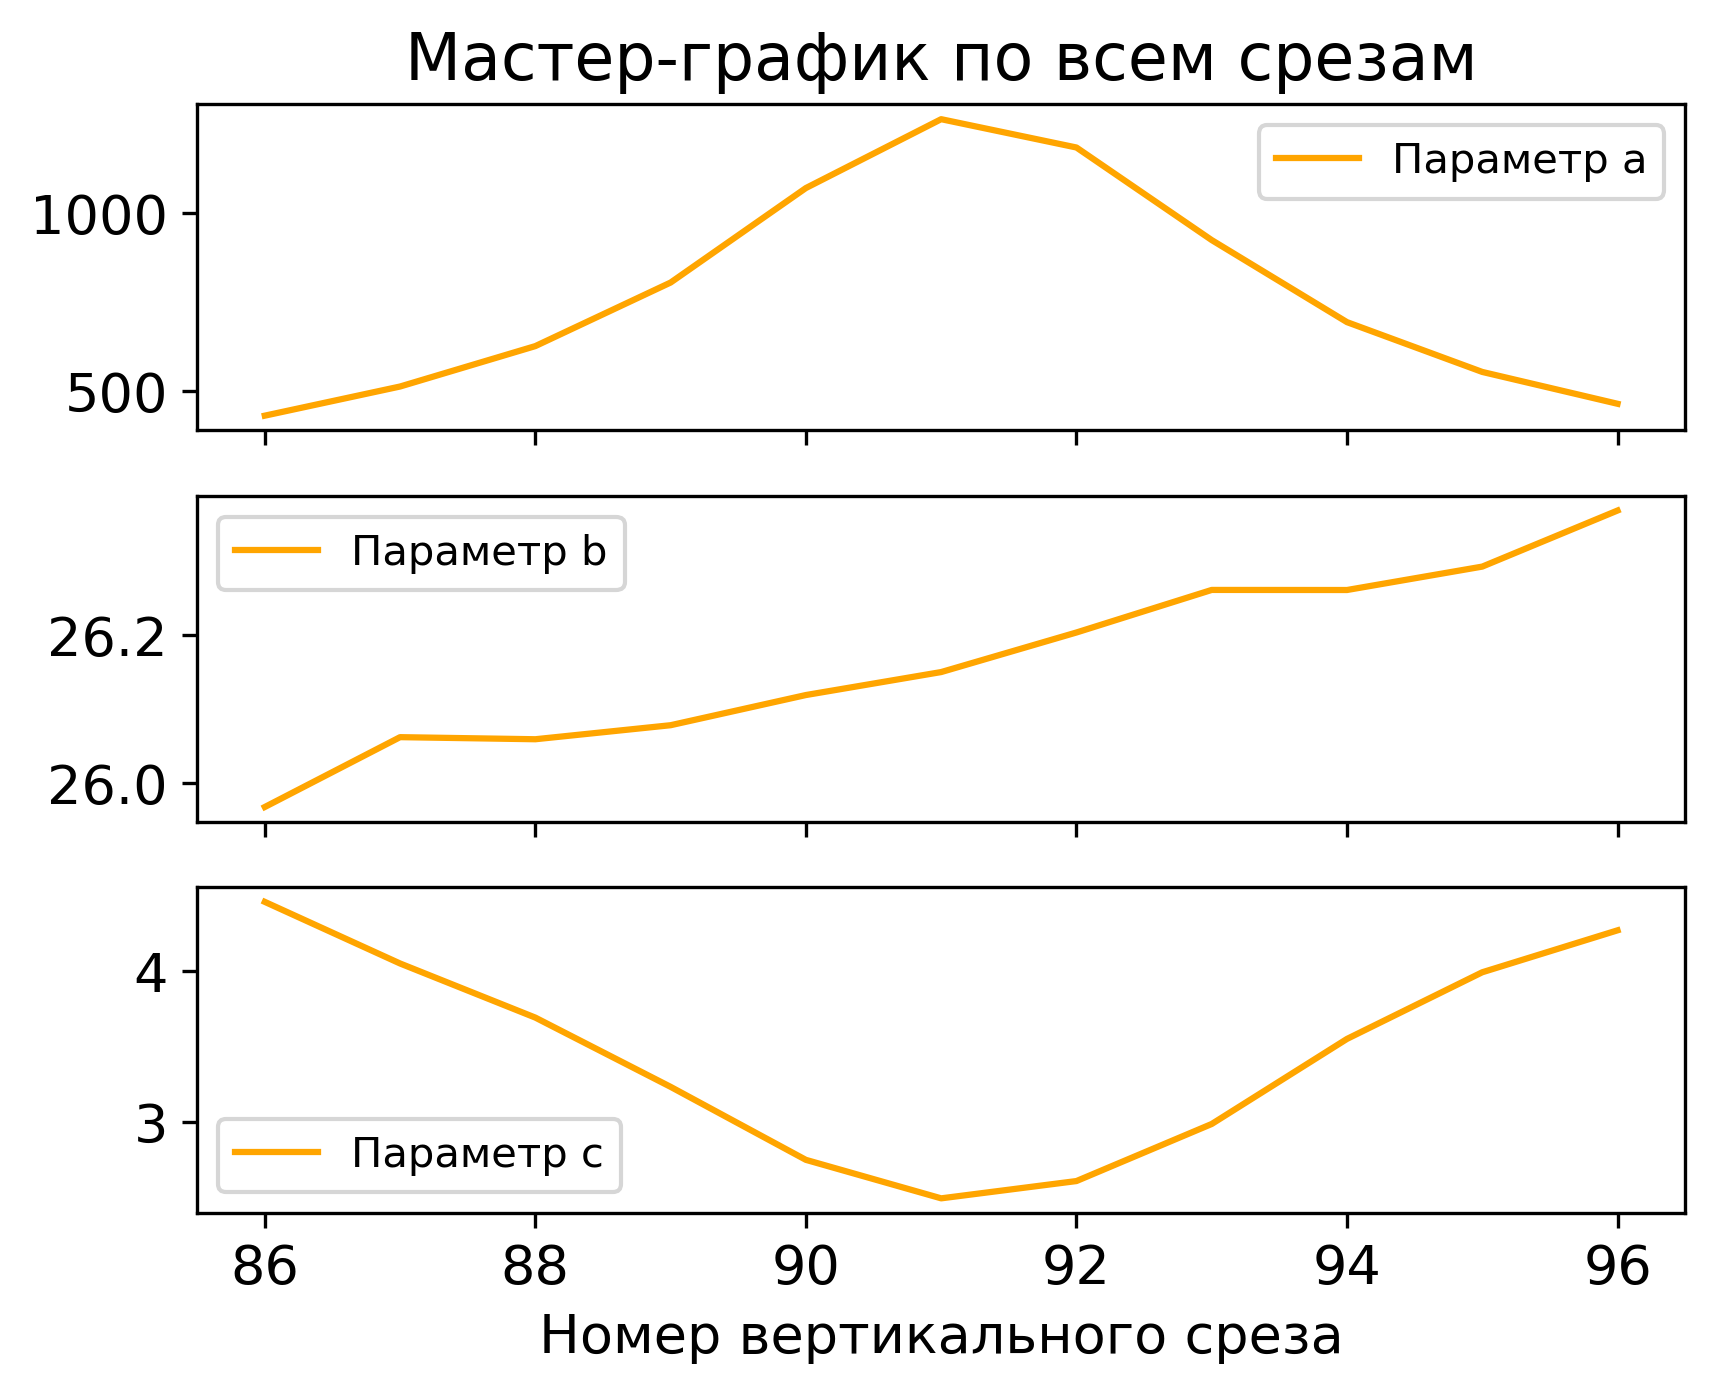 Мастер-график по всем срезам
1000
500
Параметр a
26.2
26.0
Параметр b
4
3
Параметр c
86 88 90 92 94 96
Номер вертикального среза